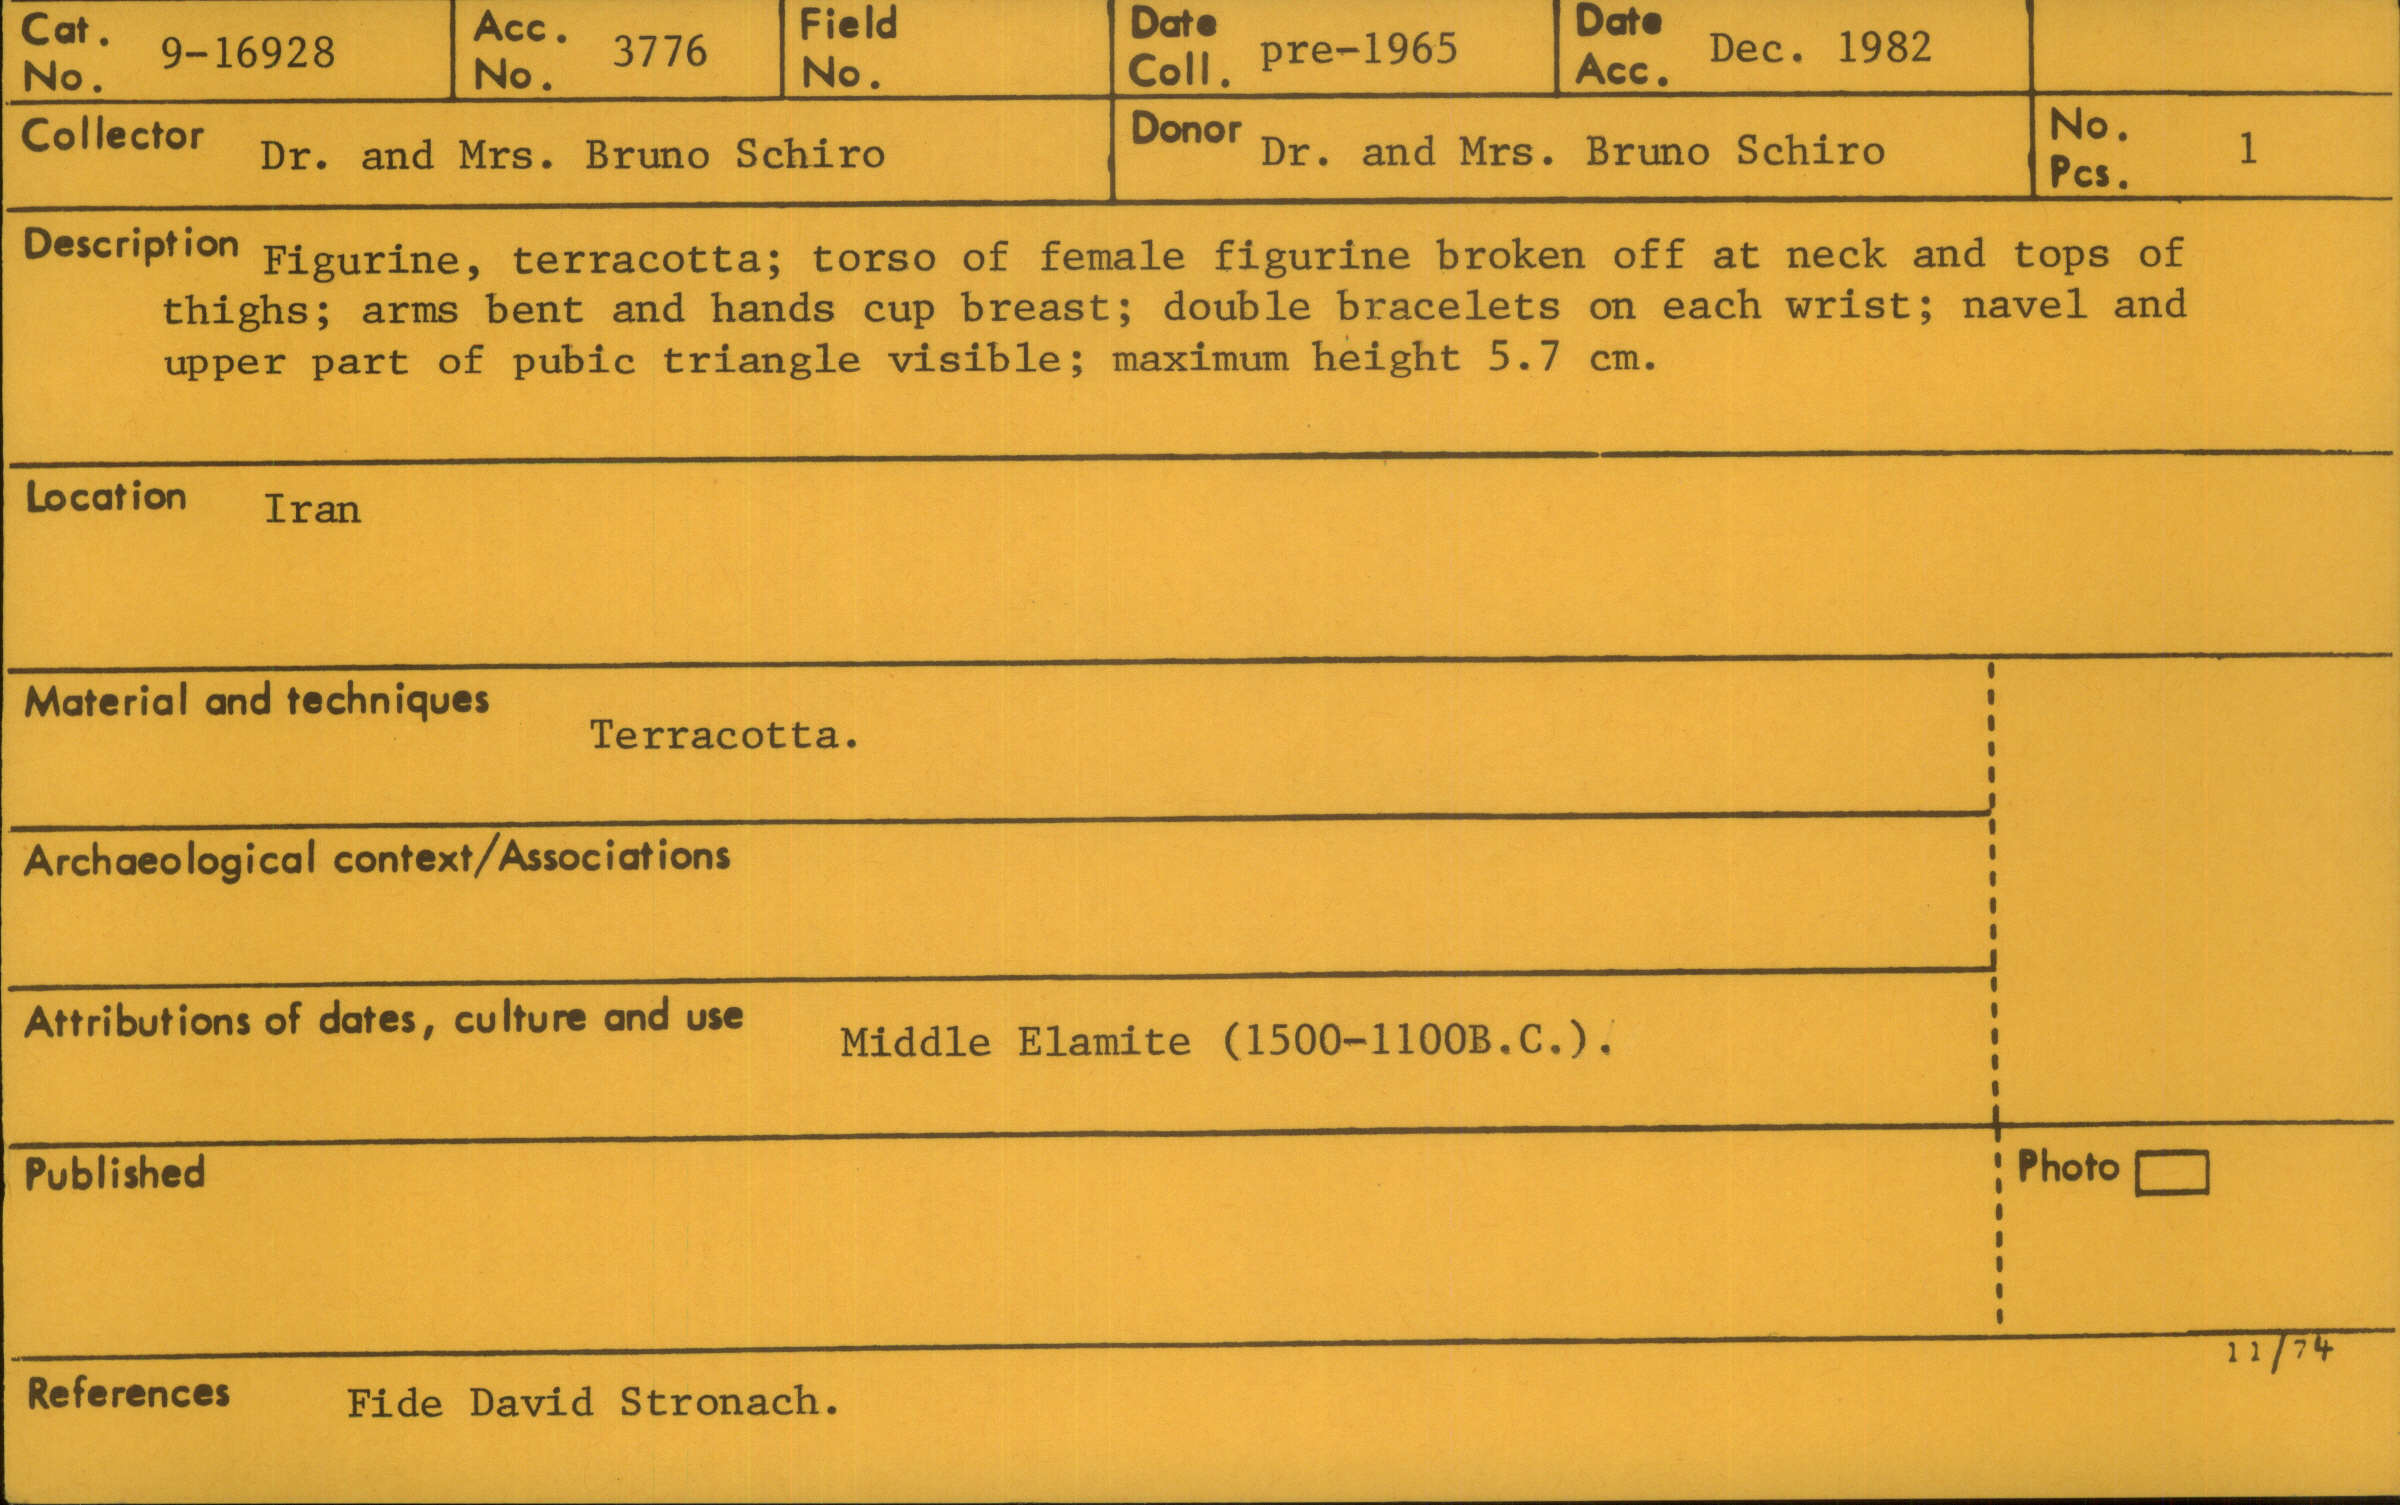 Cat. No. 9-16928
Acc. No. 3776
Field No.
Date Coll. pre-1965
Date Acc. Dec. 1982
Collector Dr. and Mrs. Bruno Schiro
Donor Dr. and Mrs. Bruno Schiro
No. Pcs. 1
Description Figurine, terracotta; torso of female figurine broken off at neck and tops of
thighs; arms bent and hands cup breast; double bracelets on each wrist; navel and
upper part of pubic triangle visible; maximum height 5.7 cm.
Location Iran
Material and techniques Terracotta.
Archaeological context/Associations
Attributions of dates, culture and use Middle Elamite (1500-1100B.C.).
Published
Photo
11/74
References Fide David Stronach.